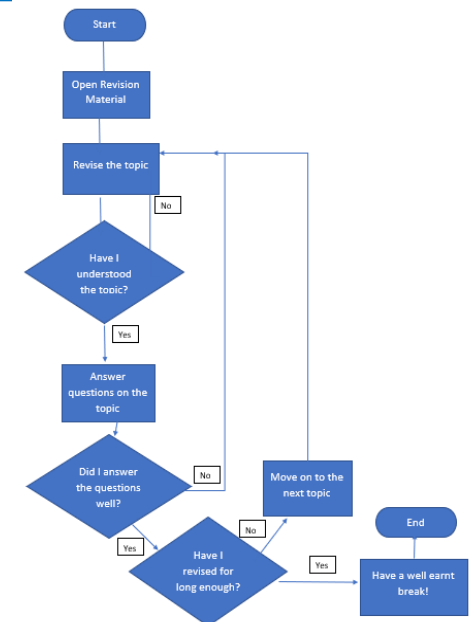 Start
Open Revision
Material
Revise the topic
No
Have I
understood
the topic?
Yes
Answer
questions on the
topic
Did I answer
the questions
well?
No
Move on to the
next topic
Yes
No
Have I
revised for
long enough?
Yes
End
Have a well earnt
break!